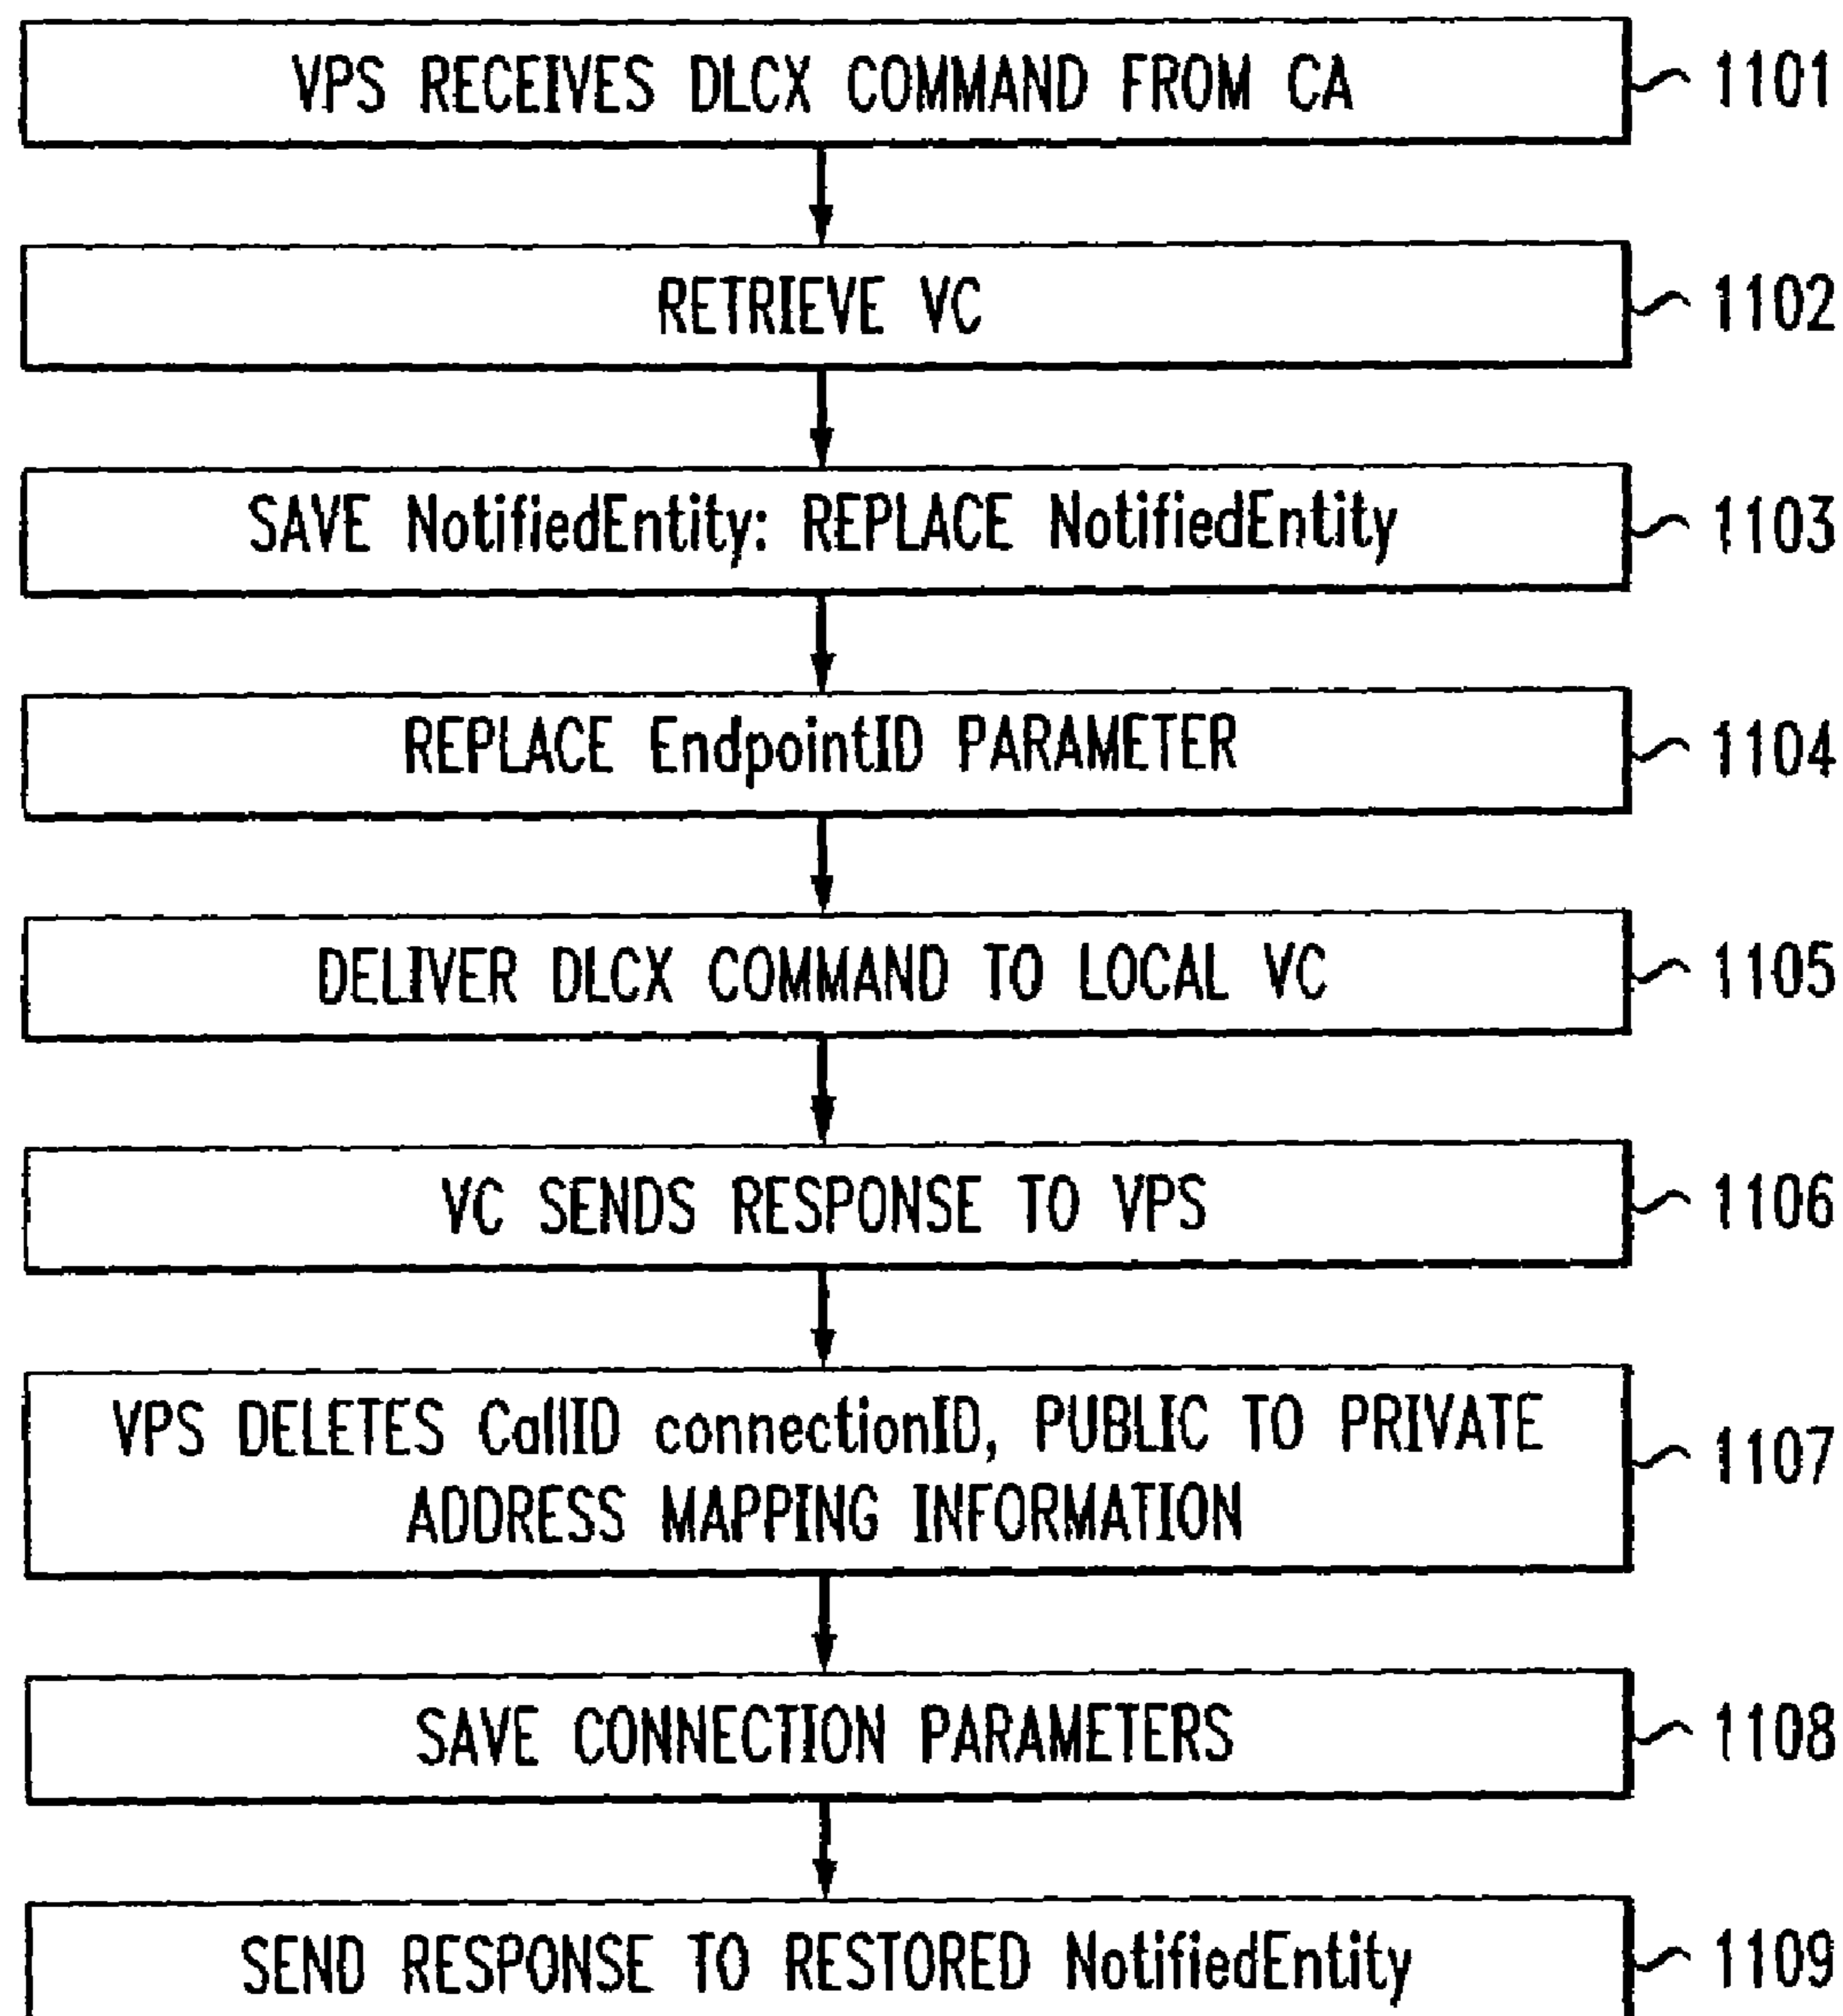 VPS RECEIVES DLCX COMMAND FROM CA 1101
RETRIEVE VC 1102
SAVE NotifiedEntity: REPLACE NotifiedEntity 1103
REPLACE EndpointID PARAMETER 1104
DELIVER DLCX COMMAND TO LOCAL VC 1105
VC SENDS RESPONSE TO VPS 1106
VPS DELETES CallID connectionID, PUBLIC TO PRIVATE
ADDRESS MAPPING INFORMATION 1107
SAVE CONNECTION PARAMETERS 1108
SEND RESPONSE TO RESTORED NotifiedEntity 1109